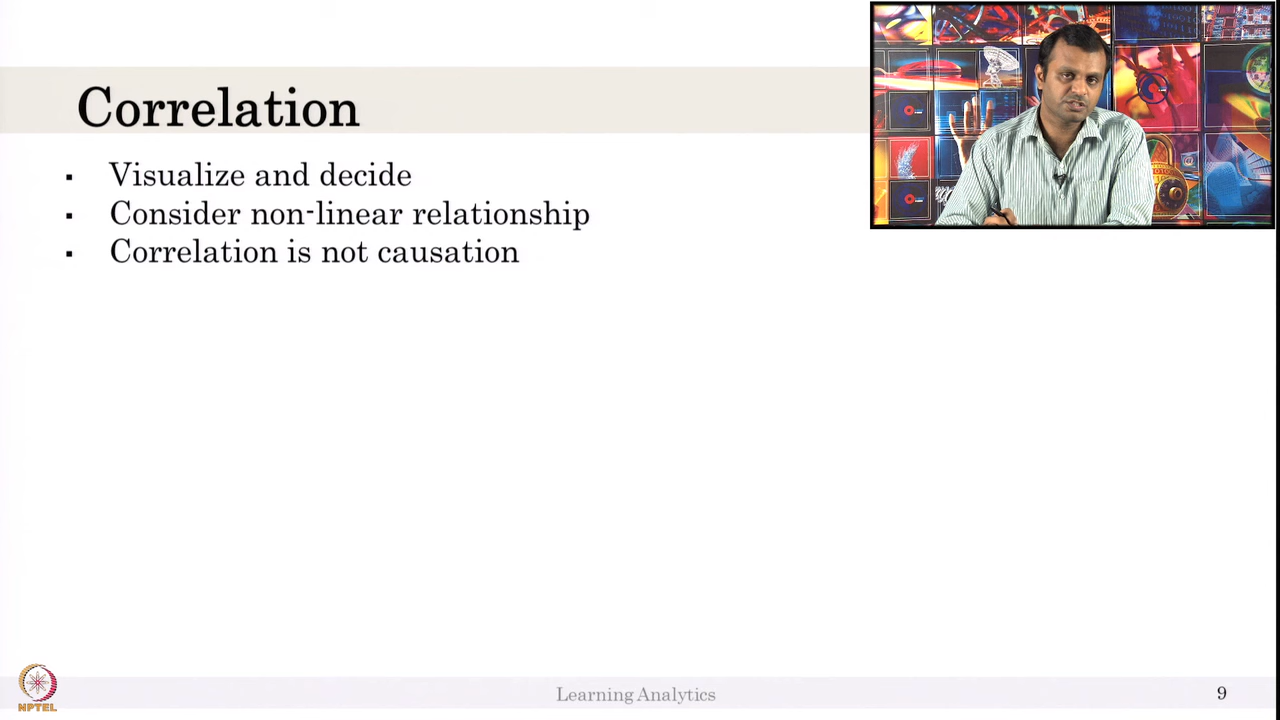 Correlation
▪ Visualize and decide
▪ Consider non-linear relationship
▪ Correlation is not causation
NPTEL
Learning Analytics
9